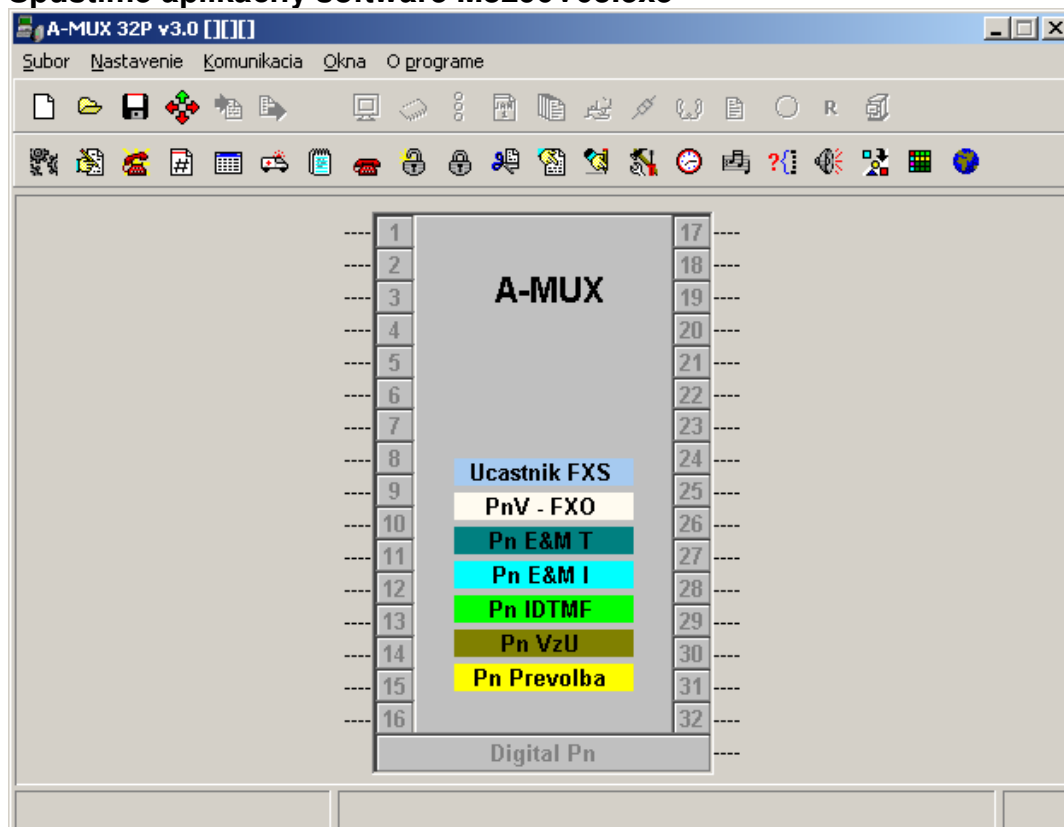 A-MUX 32P v3.0 [][][]
Subor Nastavenie Komunikacia Okna O programe
R
#
?{
---- 1 17 ----
---- 2 18 ----
A-MUX
---- 3 19 ----
---- 4 20 ----
---- 5 21 ----
---- 6 22 ----
---- 7 23 ----
---- 8 24 ----
Ucastnik FXS
---- 9 25 ----
PnV - FXO
---- 10 26 ----
Pn E&M T
---- 11 27 ----
Pn E&M I
---- 12 28 ----
Pn IDTMF
---- 13 29 ----
Pn VzU
---- 14 30 ----
Pn Prevolba
---- 15 31 ----
---- 16 32 ----
Digital Pn ----